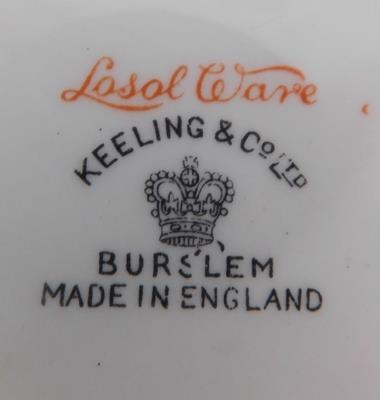 Losol Ware
KEELING & Co LTD
BURSLEM
MADE IN ENGLAND